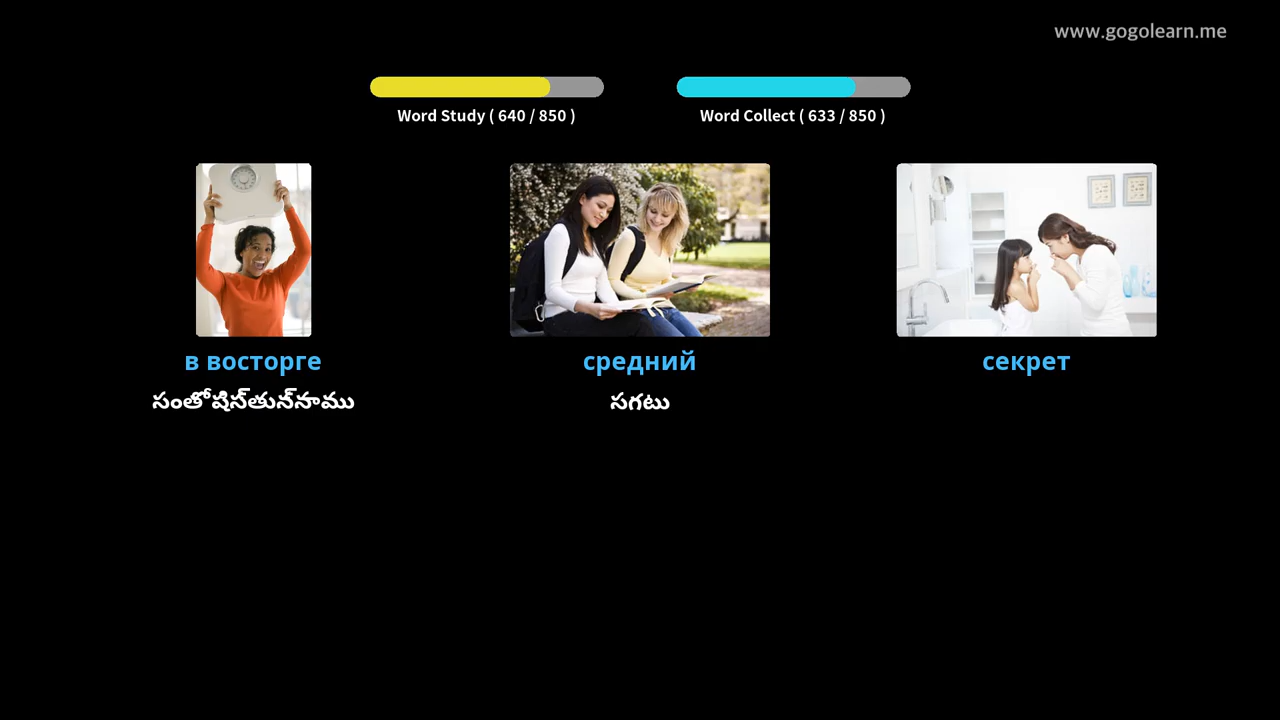 www.gogolearn.me
Word Study ( 640 / 850 )
Word Collect ( 633 / 850 )
в восторге
средний
секрет
సంతోషిన్‌తున్‌నాము
సగటు